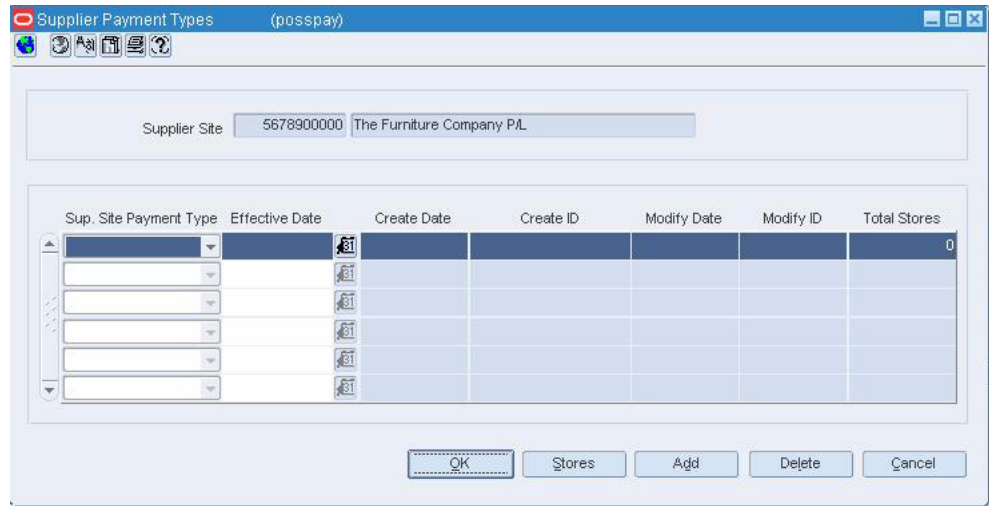 Supplier Payment Types (posspay)
Supplier Site 5678900000 The Furniture Company P/L
Sup. Site Payment Type Effective Date Create Date Create ID Modify Date Modify ID Total Stores
0
OK Stores Add Delete Cancel